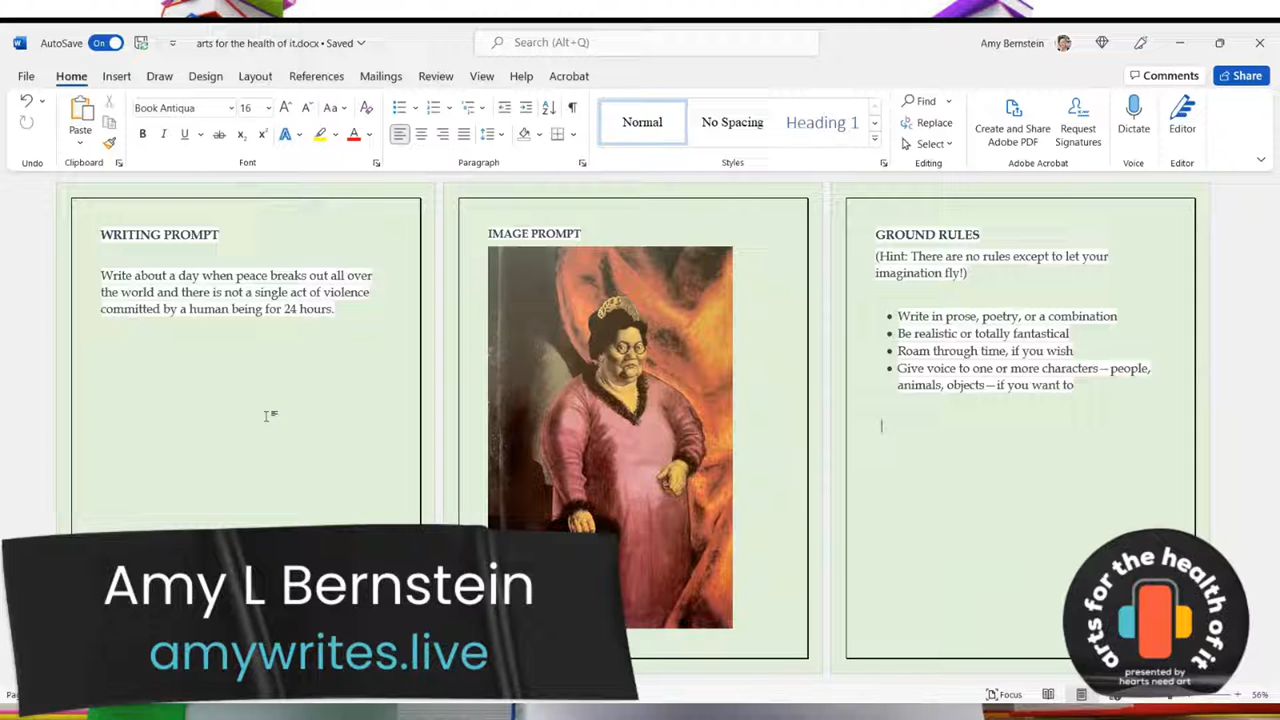 AutoSave On arts for the health of it.docx • Saved Search (Alt+Q) Amy Bernstein
File Home Insert Draw Design Layout References Mailings Review View Help Acrobat Comments Share
Book Antiqua 16 Aa Find
Paste Normal No Spacing Heading 1 Replace Create and Share Request Dictate Editor
B I U ab x₂ x² A A Select Adobe PDF Signatures
Undo Clipboard Font Paragraph Styles Editing Adobe Acrobat Voice Editor
WRITING PROMPT
Write about a day when peace breaks out all over
the world and there is not a single act of violence
committed by a human being for 24 hours.
IMAGE PROMPT
GROUND RULES
(Hint: There are no rules except to let your
imagination fly!)
• Write in prose, poetry, or a combination
• Be realistic or totally fantastical
• Roam through time, if you wish
• Give voice to one or more characters—people,
animals, objects—if you want to
Amy L Bernstein
amywrites.live
arts for the health of it
presented by
hearts need art
Focus 56%